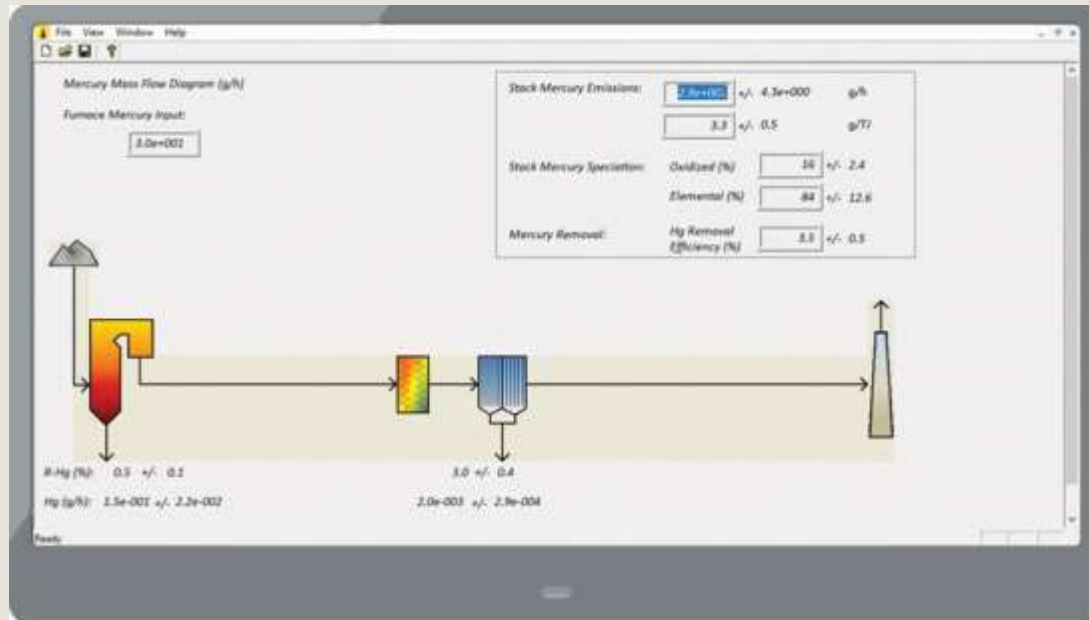 File View Window Help
Mercury Mass Flow Diagram (g/h)
Furnace Mercury Input:
3.0e+001
Stack Mercury Emissions:
+/- 4.3e+000 g/h
3.3 +/- 0.5 g/TJ
Stack Mercury Speciation: Oxidized (%) 16 +/- 2.4
Elemental (%) 84 +/- 12.6
Mercury Removal: Hg Removal
Efficiency (%) 3.5 +/- 0.5
R-Hg (%): 0.5 +/- 0.1 3.0 +/- 0.4
Hg (g/h): 1.5e-001 +/- 2.2e-002 2.0e-003 +/- 2.9e-004
Ready